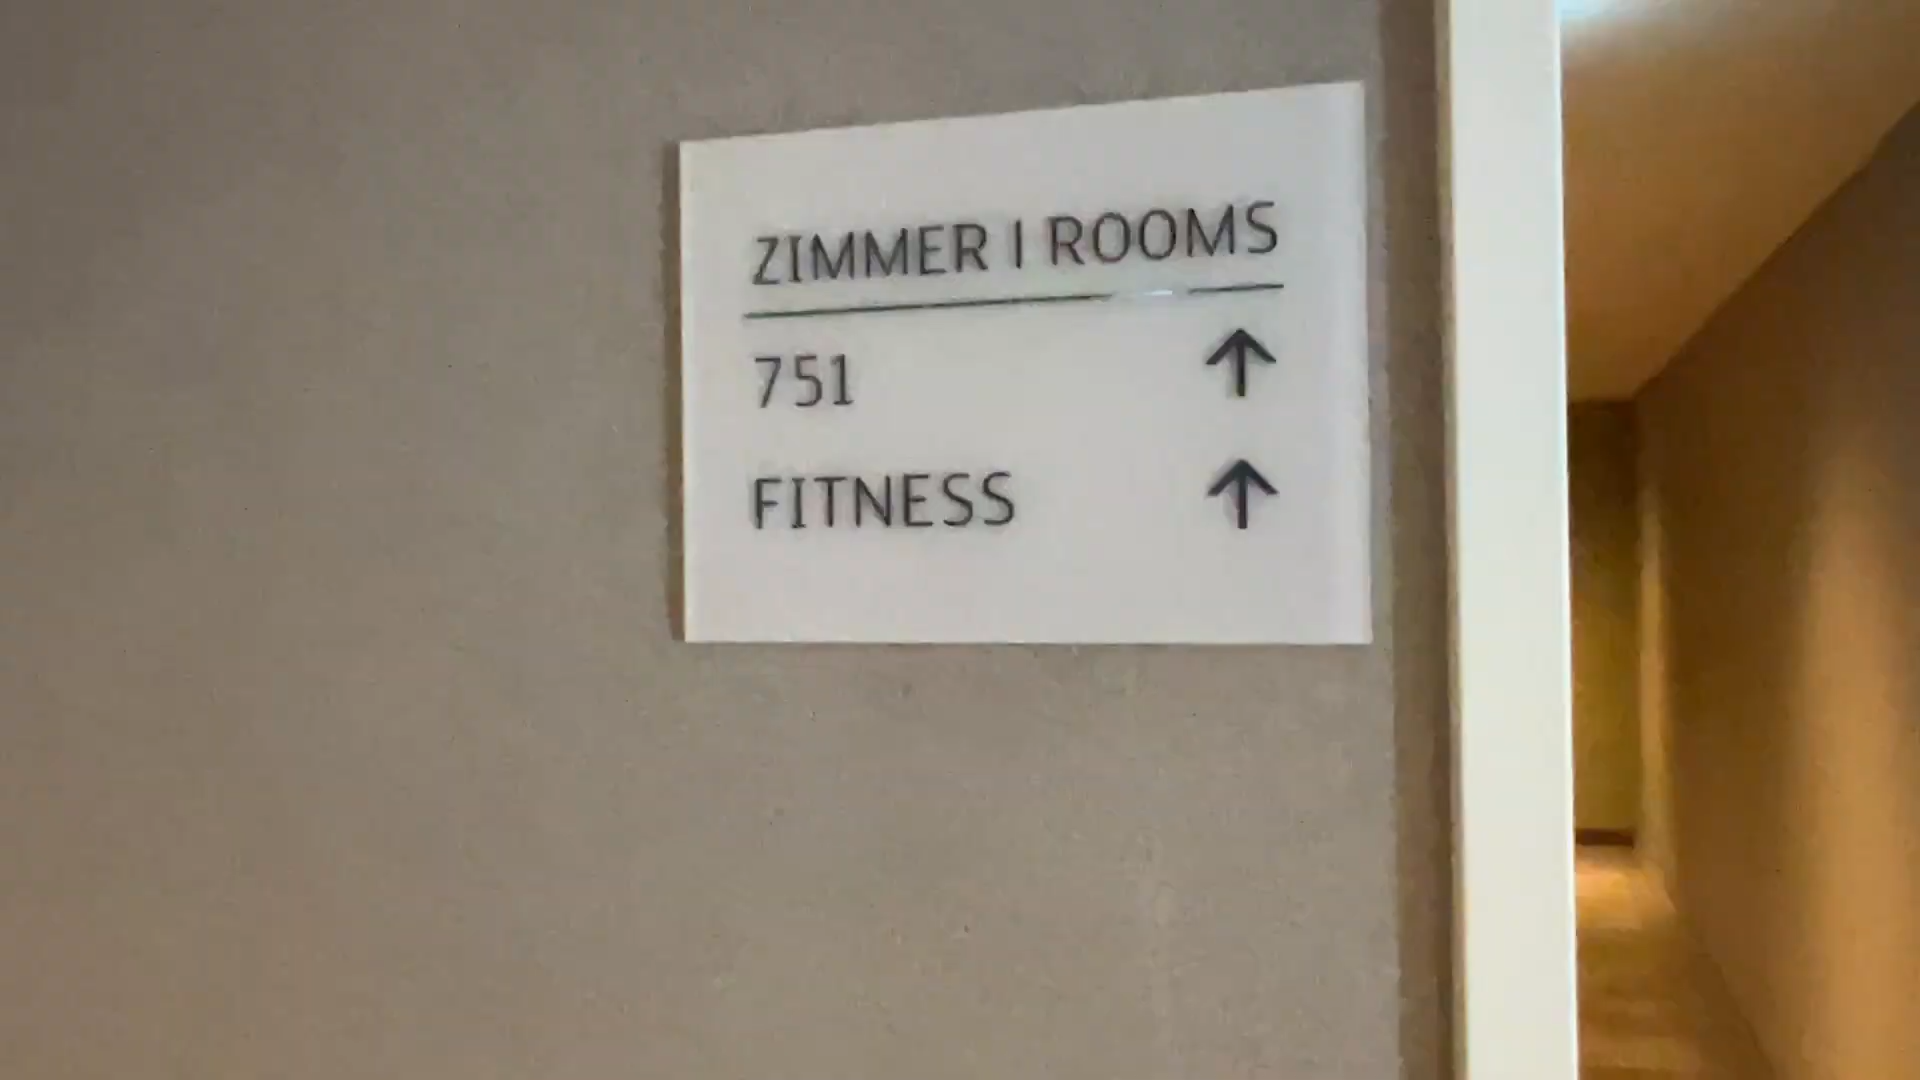 ZIMMER | ROOMS
751 ↑
FITNESS ↑